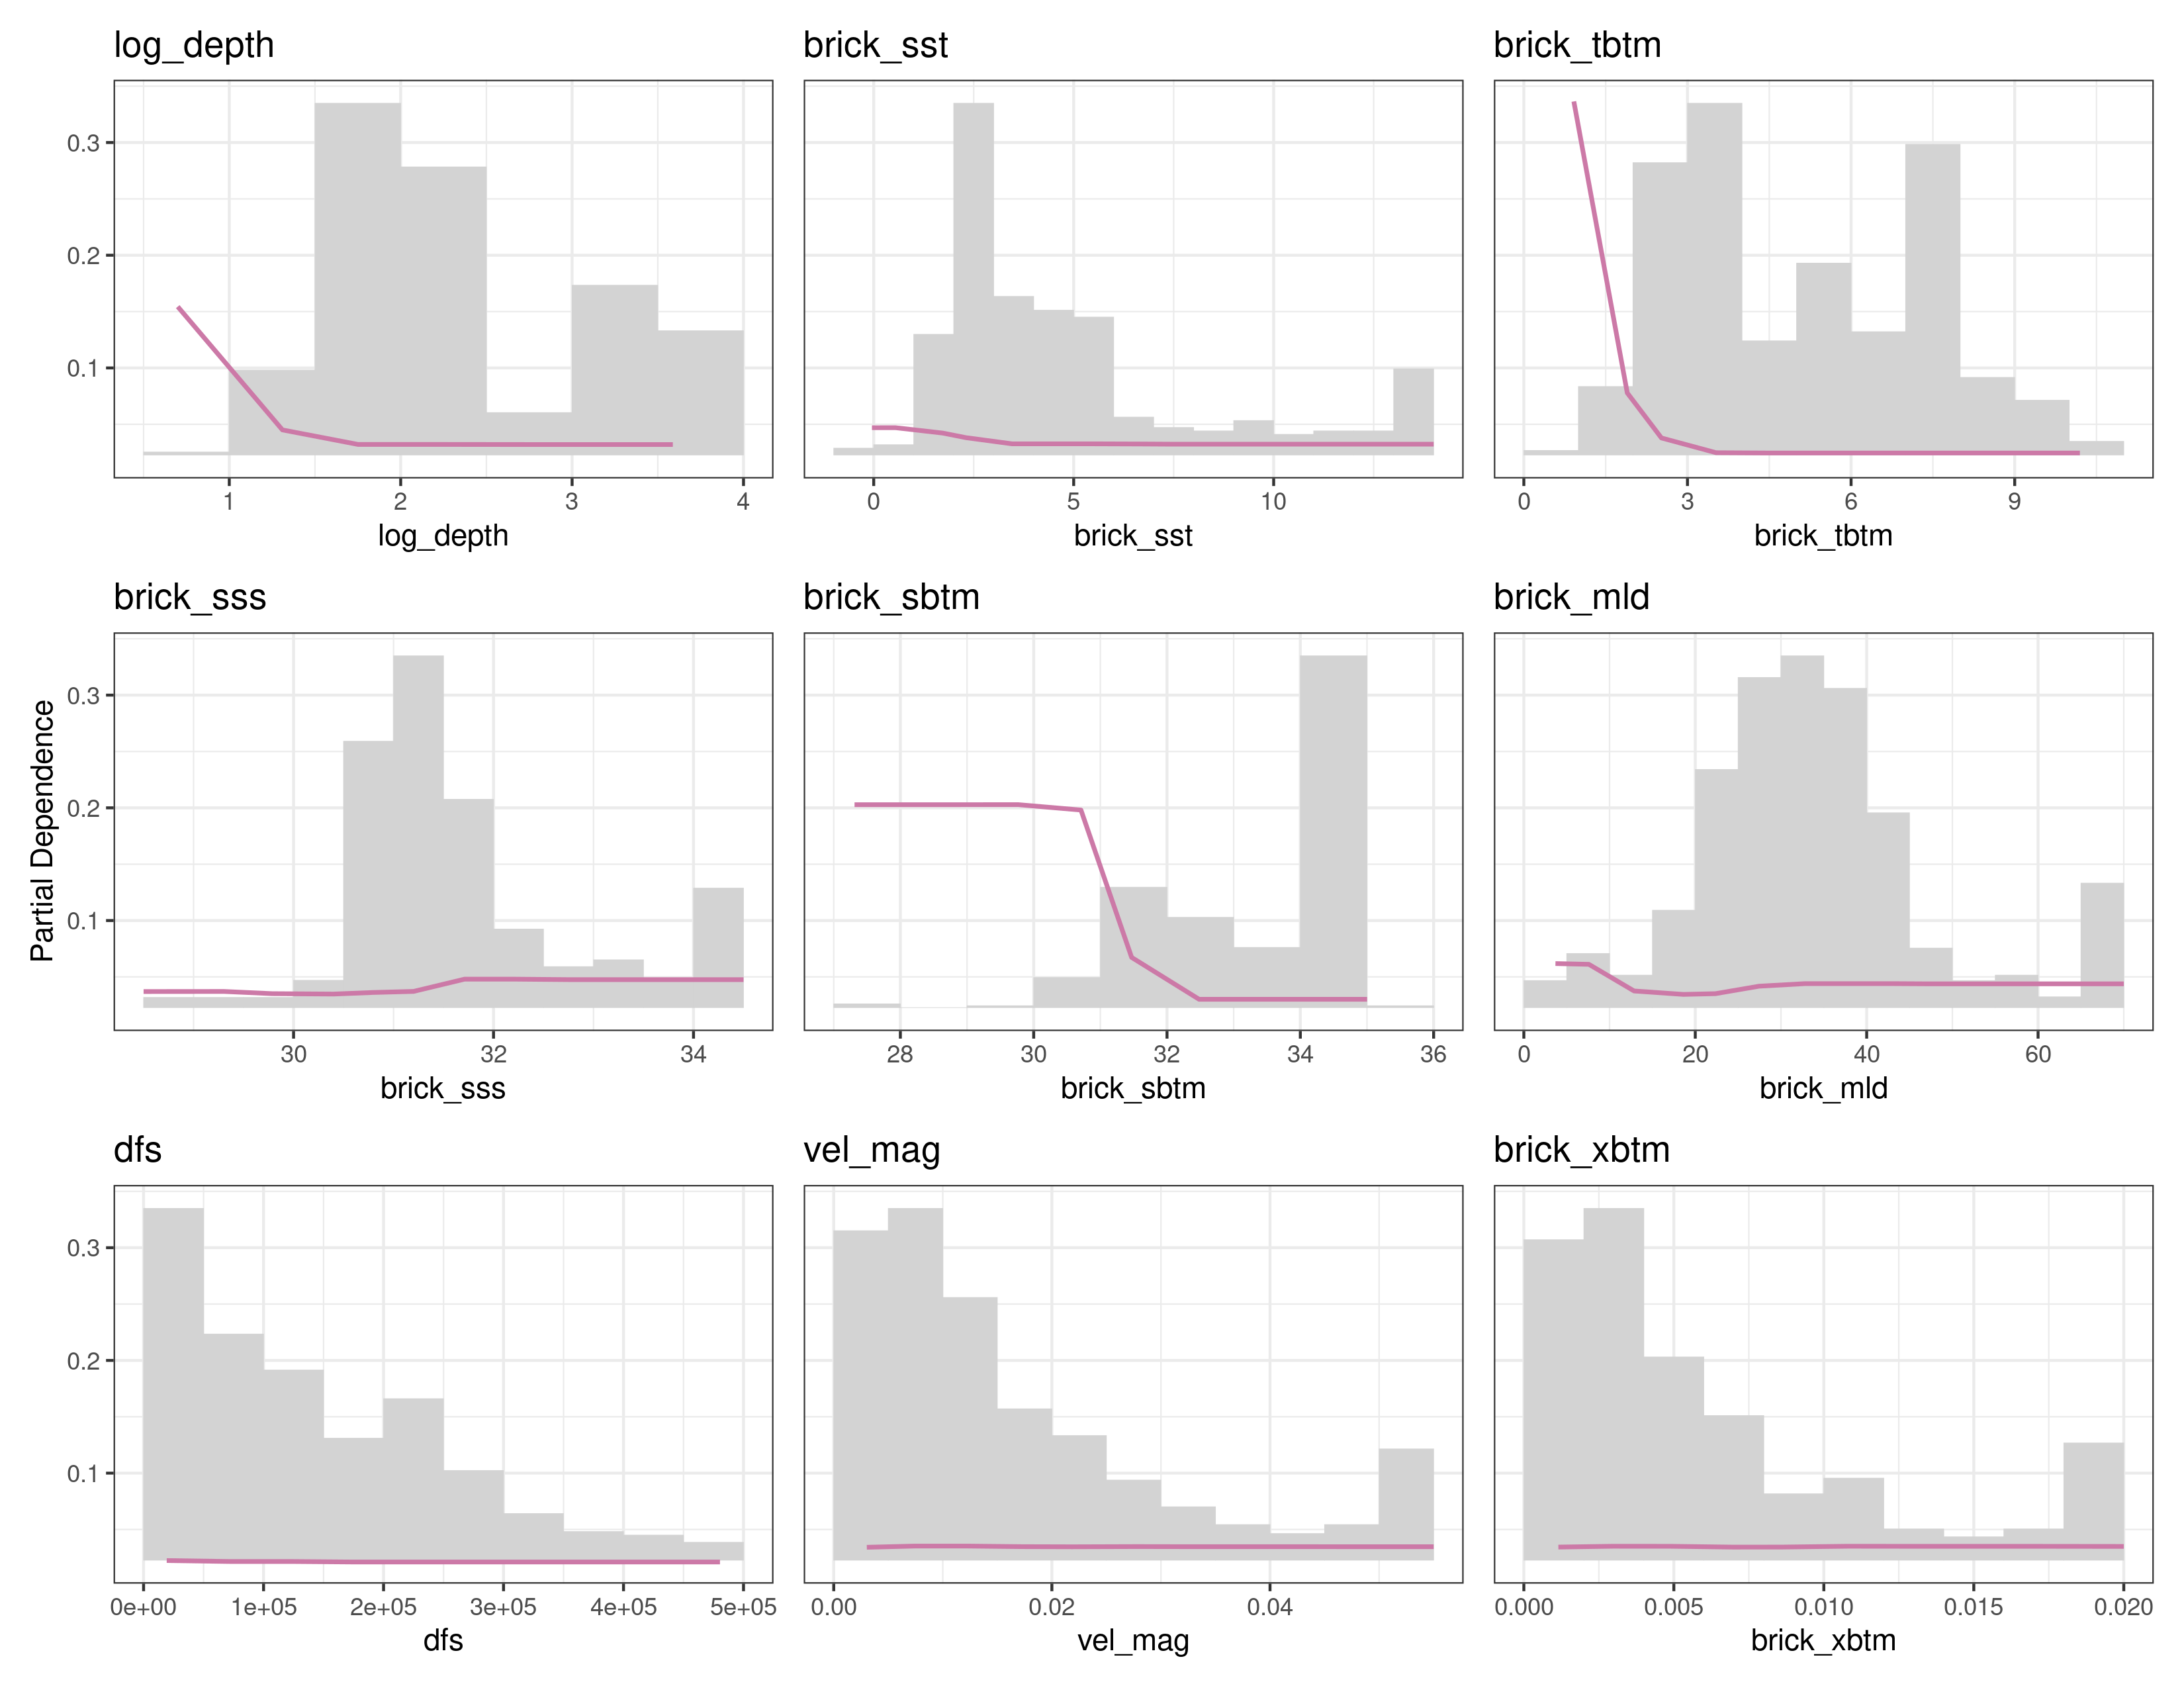 log_depth
brick_sst
brick_tbtm
0.3
0.2
0.1
1 2 3 4
0 5 10
0 3 6 9
log_depth
brick_sst
brick_tbtm
brick_sss
brick_sbtm
brick_mld
Partial Dependence
0.3
0.2
0.1
30 32 34
28 30 32 34 36
0 20 40 60
brick_sss
brick_sbtm
brick_mld
dfs
vel_mag
brick_xbtm
0.3
0.2
0.1
0e+00 1e+05 2e+05 3e+05 4e+05 5e+05
0.00 0.02 0.04
0.000 0.005 0.010 0.015 0.020
dfs
vel_mag
brick_xbtm